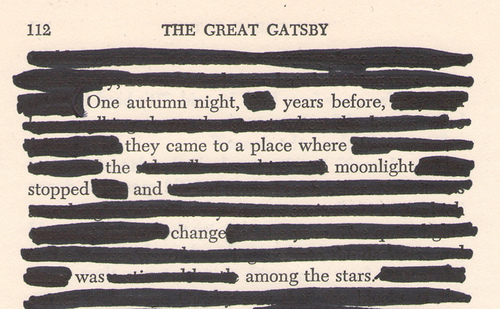 112 THE GREAT GATSBY
One autumn night, years before,
they came to a place where
the moonlight
stopped and
change
was among the stars.